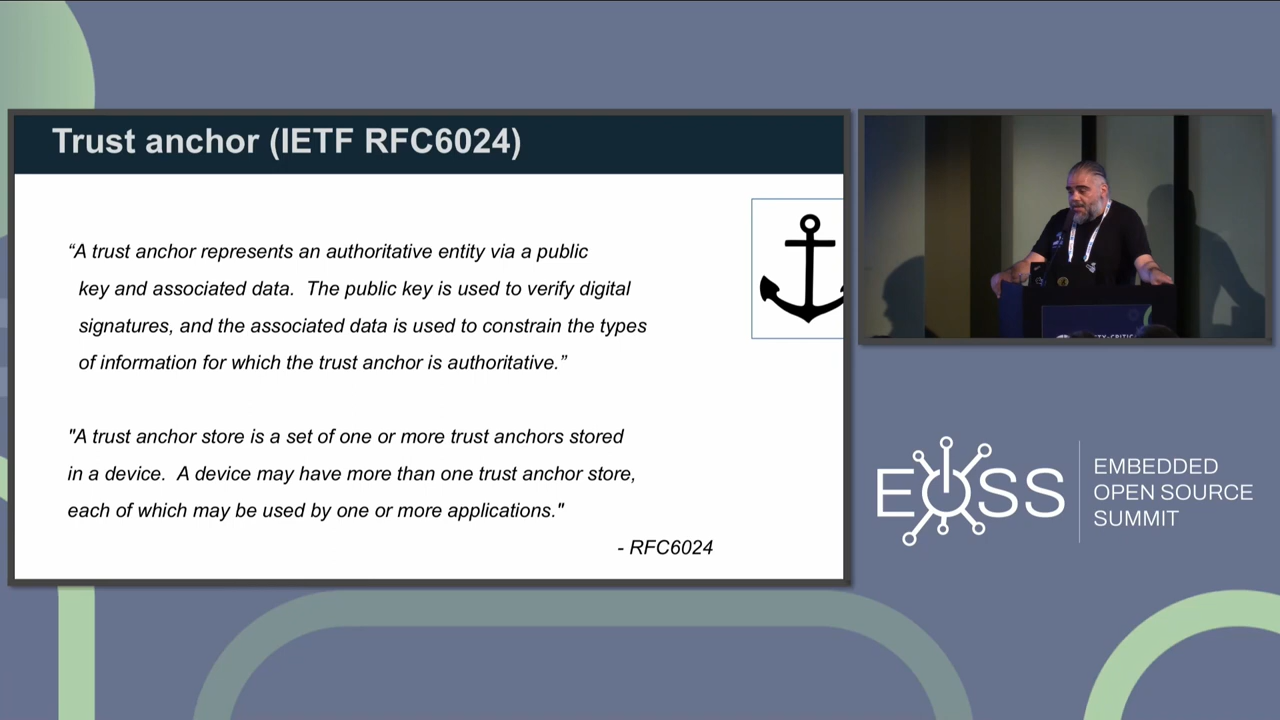 Trust anchor (IETF RFC6024)
“A trust anchor represents an authoritative entity via a public
key and associated data.  The public key is used to verify digital
signatures, and the associated data is used to constrain the types
of information for which the trust anchor is authoritative.”
"A trust anchor store is a set of one or more trust anchors stored
in a device.  A device may have more than one trust anchor store,
each of which may be used by one or more applications."
- RFC6024
EOSS
EMBEDDED
OPEN SOURCE
SUMMIT